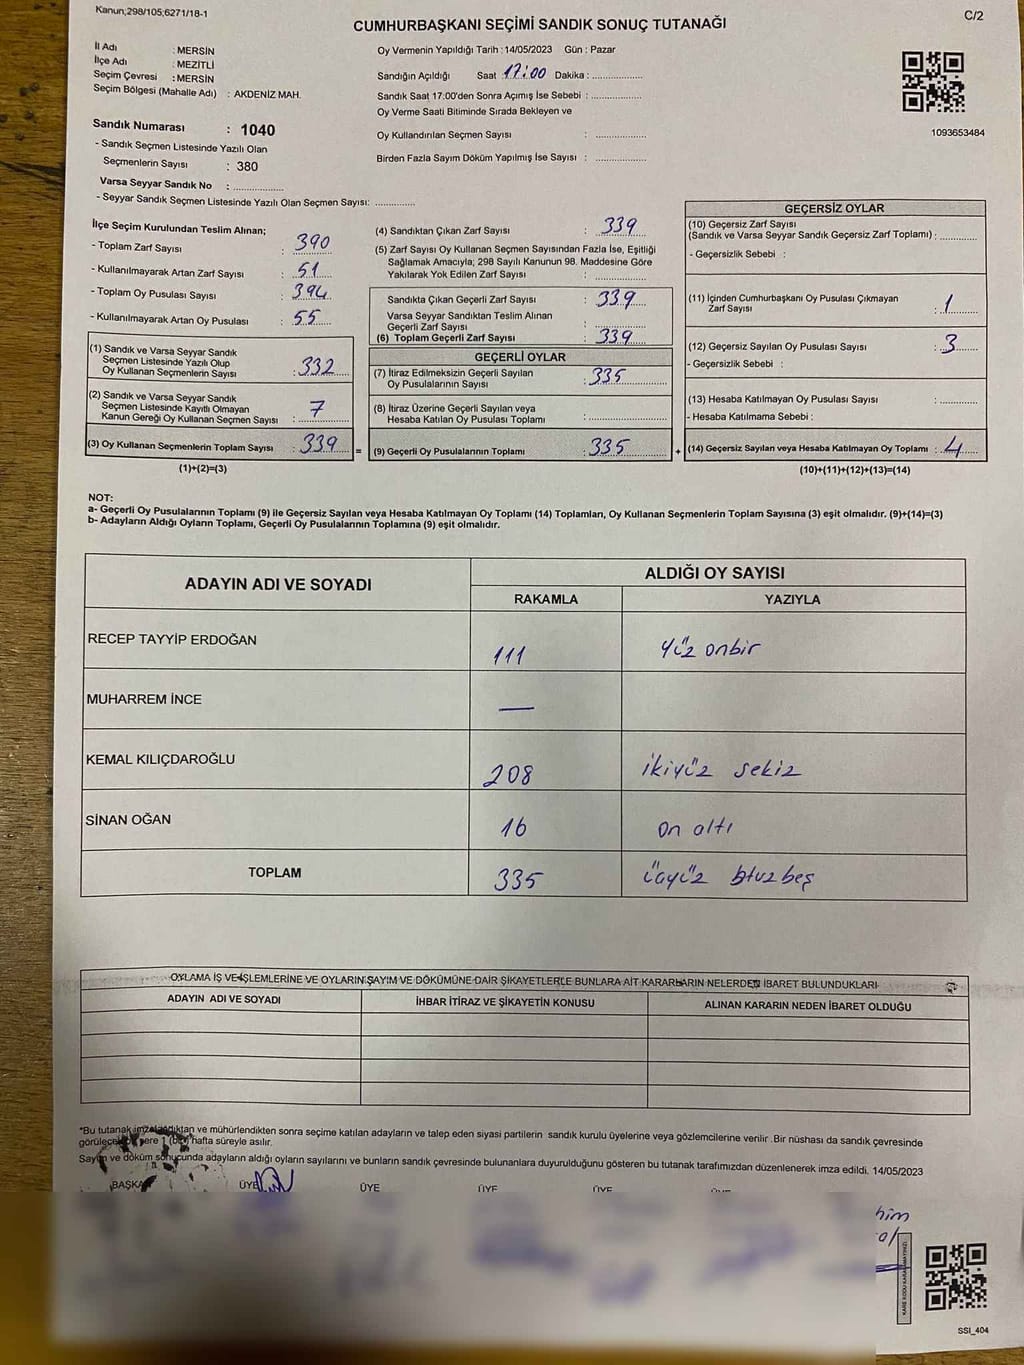 Kanun;298/105;6271/18-1
C/2
CUMHURBAŞKANI SEÇİMİ SANDIK SONUÇ TUTANAĞI
İl Adı : MERSİN
İlçe Adı : MEZİTLİ
Seçim Çevresi : MERSİN
Seçim Bölgesi (Mahalle Adı) : AKDENİZ MAH.
Sandık Numarası : 1040
- Sandık Seçmen Listesinde Yazılı Olan
Seçmenlerin Sayısı : 380
Varsa Seyyar Sandık No : ................
- Seyyar Sandık Seçmen Listesinde Yazılı Olan Seçmen Sayısı: ............
Oy Vermenin Yapıldığı Tarih : 14/05/2023 Gün : Pazar
Sandığın Açıldığı Saat 17:00 Dakika : ................
Sandık Saat 17:00'den Sonra Açımış İse Sebebi : ................
Oy Verme Saati Bitiminde Sırada Bekleyen ve
Oy Kullandırılan Seçmen Sayısı : ................
Birden Fazla Sayım Döküm Yapılmış İse Sayısı : ................
1093653484
İlçe Seçim Kurulundan Teslim Alınan;
- Toplam Zarf Sayısı : 390
- Kullanılmayarak Artan Zarf Sayısı : 51
- Toplam Oy Pusulası Sayısı : 394
- Kullanılmayarak Artan Oy Pusulası : 55
(1) Sandık ve Varsa Seyyar Sandık
Seçmen Listesinde Yazılı Olup
Oy Kullanan Seçmenlerin Sayısı : 332
(2) Sandık ve Varsa Seyyar Sandık
Seçmen Listesinde Kayıtlı Olmayan
Kanun Gereği Oy Kullanan Seçmen Sayısı : 7
(3) Oy Kullanan Seçmenlerin Toplam Sayısı : 339 =
(1)+(2)=(3)
(4) Sandıktan Çıkan Zarf Sayısı : 339
(5) Zarf Sayısı Oy Kullanan Seçmen Sayısından Fazla İse, Eşitliği
Sağlamak Amacıyla; 298 Sayılı Kanunun 98. Maddesine Göre
Yakılarak Yok Edilen Zarf Sayısı : ................
Sandıkta Çıkan Geçerli Zarf Sayısı : 339
Varsa Seyyar Sandıktan Teslim Alınan
Geçerli Zarf Sayısı : ................
(6) Toplam Geçerli Zarf Sayısı : 339
GEÇERLİ OYLAR
(7) İtiraz Edilmeksizin Geçerli Sayılan
Oy Pusulalarının Sayısı : 335
(8) İtiraz Üzerine Geçerli Sayılan veya
Hesaba Katılan Oy Pusulası Toplamı : ................
(9) Geçerli Oy Pusulalarının Toplamı : 335 +
GEÇERSİZ OYLAR
(10) Geçersiz Zarf Sayısı
(Sandık ve Varsa Seyyar Sandık Geçersiz Zarf Toplamı) : ............
- Geçersizlik Sebebi :
(11) İçinden Cumhurbaşkanı Oy Pusulası Çıkmayan
Zarf Sayısı : 1
(12) Geçersiz Sayılan Oy Pusulası Sayısı : 3
- Geçersizlik Sebebi :
(13) Hesaba Katılmayan Oy Pusulası Sayısı : ............
- Hesaba Katılmama Sebebi :
(14) Geçersiz Sayılan veya Hesaba Katılmayan Oy Toplamı : 4
(10)+(11)+(12)+(13)=(14)
NOT:
a- Geçerli Oy Pusulalarının Toplamı (9) ile Geçersiz Sayılan veya Hesaba Katılmayan Oy Toplamı (14) Toplamları, Oy Kullanan Seçmenlerin Toplam Sayısına (3) eşit olmalıdır. (9)+(14)=(3)
b- Adayların Aldığı Oyların Toplamı, Geçerli Oy Pusulalarının Toplamına (9) eşit olmalıdır.
ADAYIN ADI VE SOYADI
ALDIĞI OY SAYISI
RAKAMLA YAZIYLA
RECEP TAYYİP ERDOĞAN 111 Yüz onbir
MUHARREM İNCE —
KEMAL KILIÇDAROĞLU 208 ikiyüz sekiz
SİNAN OĞAN 16 on altı
TOPLAM 335 üçyüz otuz beş
OYLAMA İŞ VE İŞLEMLERİNE VE OYLARIN SAYIM VE DÖKÜMÜNE DAİR ŞİKAYETLERLE BUNLARA AİT KARARLARIN NELERDEN İBARET BULUNDUKLARI
ADAYIN ADI VE SOYADI İHBAR İTİRAZ VE ŞİKAYETİN KONUSU ALINAN KARARIN NEDEN İBARET OLDUĞU
*Bu tutanak imzalandıktan ve mühürlendikten sonra seçime katılan adayların ve talep eden siyasi partilerin sandık kurulu üyelerine veya gözlemcilerine verilir .Bir nüshası da sandık çevresinde
görülecek bir yere 1 (bir) hafta süreyle asılır.
Sayım ve döküm sonucunda adayların aldığı oyların sayılarını ve bunların sandık çevresinde bulunanlara duyurulduğunu gösteren bu tutanak tarafımızdan düzenlenerek imza edildi. 14/05/2023
BAŞKAN ÜYE ÜYE ÜYE ÜYE
SSI_404